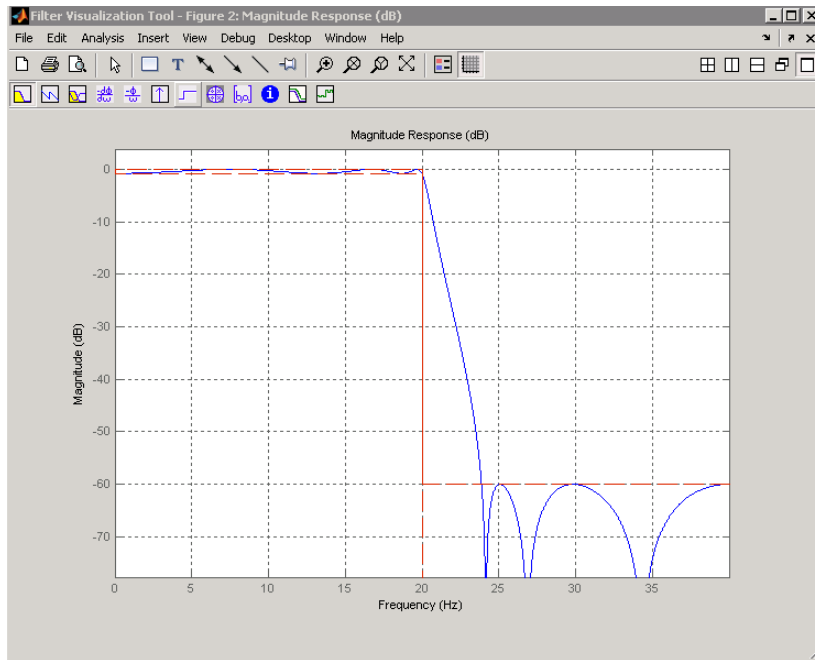 Filter Visualization Tool - Figure 2: Magnitude Response (dB)
File Edit Analysis Insert View Debug Desktop Window Help
T
Magnitude Response (dB)
0
-10
-20
-30
-40
-50
-60
-70
Magnitude (dB)
0 5 10 15 20 25 30 35
Frequency (Hz)